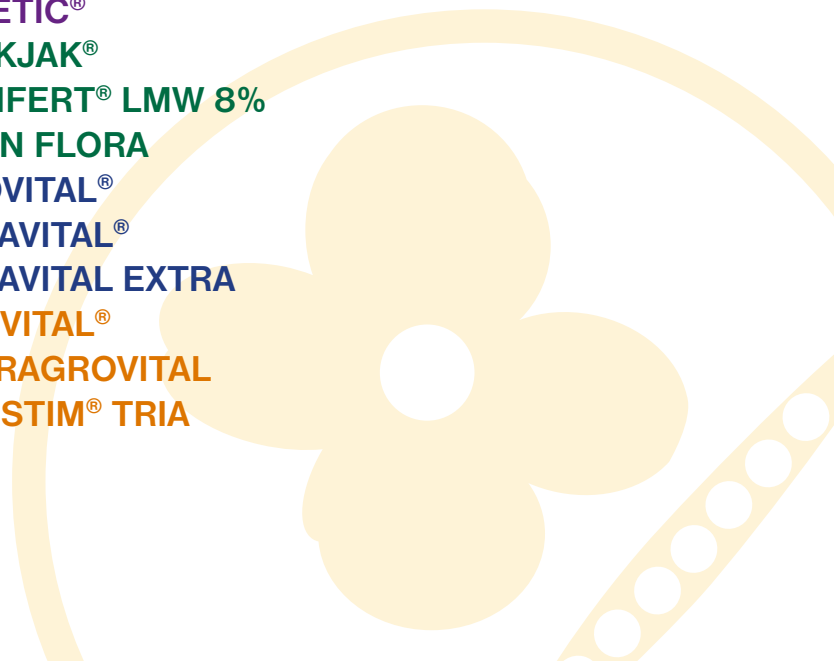 ETIC®
KJAK®
IFERT® LMW 8%
N FLORA
OVITAL®
AVITAL®
AVITAL EXTRA
VITAL®
RAGROVITAL
STIM® TRIA